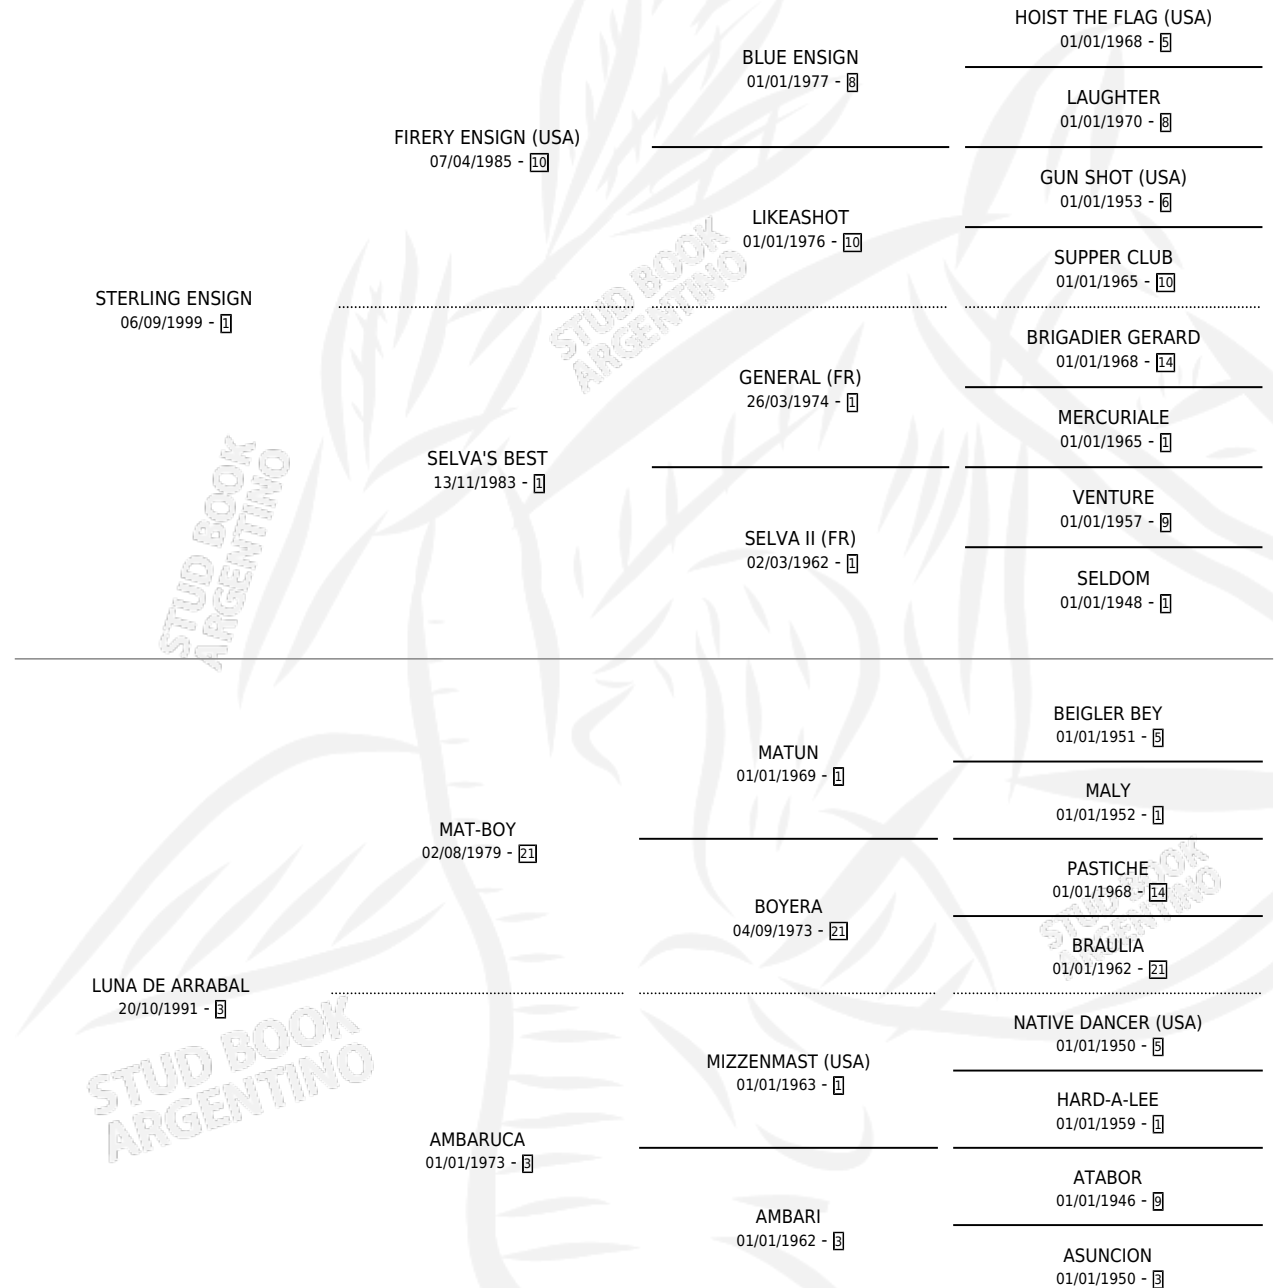 HOIST THE FLAG (USA)
01/01/1968 - 5
BLUE ENSIGN
01/01/1977 - 8
LAUGHTER
01/01/1970 - 8
FIRERY ENSIGN (USA)
07/04/1985 - 10
GUN SHOT (USA)
01/01/1953 - 6
LIKEASHOT
01/01/1976 - 10
SUPPER CLUB
01/01/1965 - 10
STERLING ENSIGN
06/09/1999 - 1
BRIGADIER GERARD
01/01/1968 - 14
GENERAL (FR)
26/03/1974 - 1
MERCURIALE
01/01/1965 - 1
SELVA'S BEST
13/11/1983 - 1
VENTURE
01/01/1957 - 9
SELVA II (FR)
02/03/1962 - 1
SELDOM
01/01/1948 - 1
BEIGLER BEY
01/01/1951 - 5
MATUN
01/01/1969 - 1
MALY
01/01/1952 - 1
MAT-BOY
02/08/1979 - 21
PASTICHE
01/01/1968 - 14
BOYERA
04/09/1973 - 21
BRAULIA
01/01/1962 - 21
LUNA DE ARRABAL
20/10/1991 - 3
NATIVE DANCER (USA)
01/01/1950 - 5
MIZZENMAST (USA)
01/01/1963 - 1
HARD-A-LEE
01/01/1959 - 1
AMBARUCA
01/01/1973 - 3
ATABOR
01/01/1946 - 9
AMBARI
01/01/1962 - 3
ASUNCION
01/01/1950 - 3
STUD BOOK
ARGENTINO
STUD BOOK
ARGENTINO
STUD BOOK
ARGENTINO
STUD BOOK
ARGENTINO